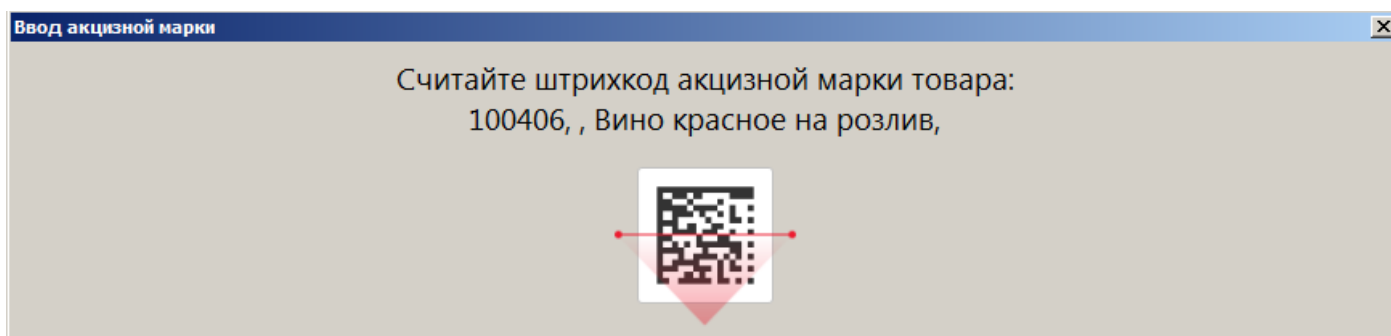 Ввод акцизной марки
Считайте штрихкод акцизной марки товара:
100406, , Вино красное на розлив,